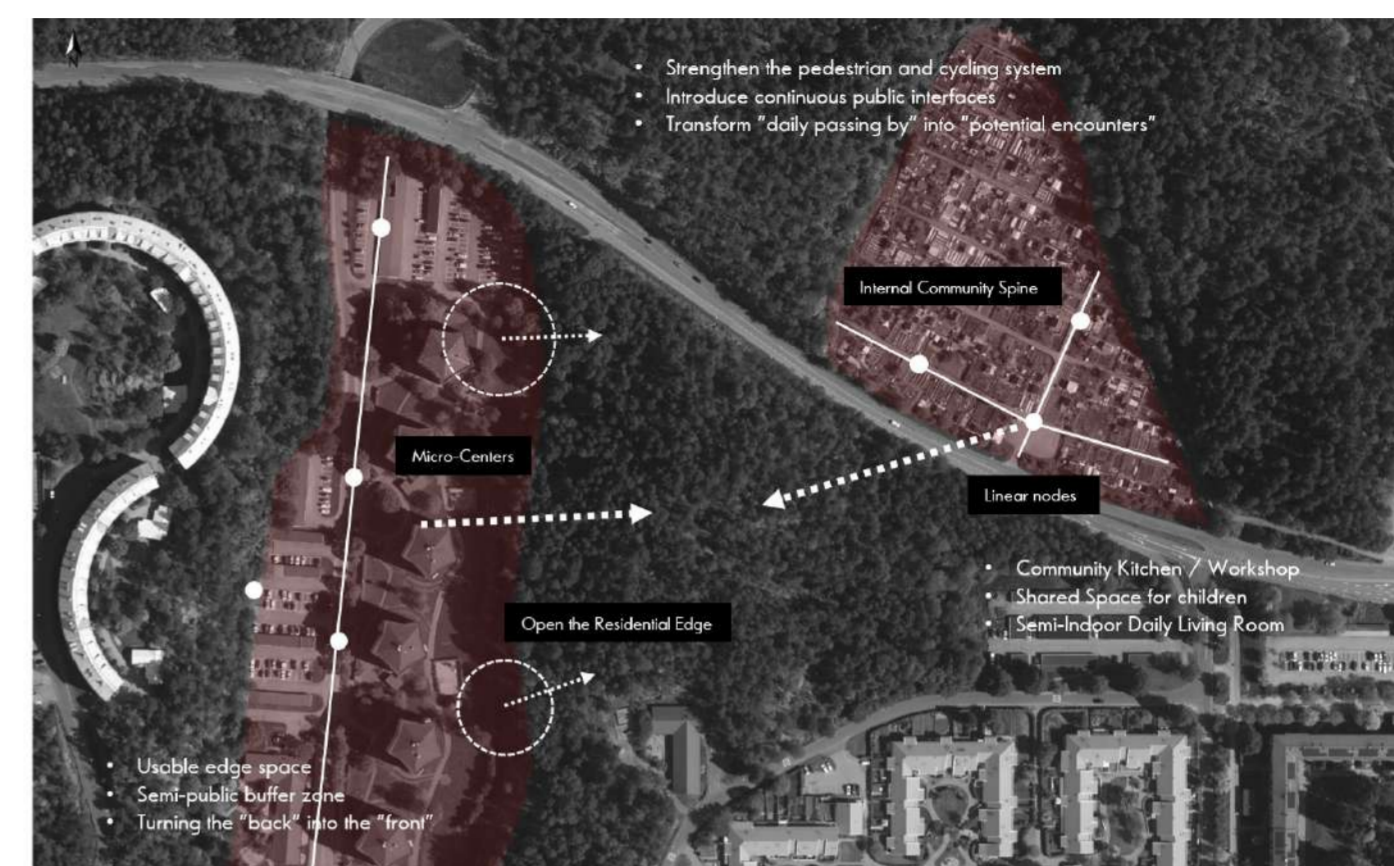 N
• Strengthen the pedestrian and cycling system
• Introduce continuous public interfaces
• Transform "daily passing by" into "potential encounters"
Internal Community Spine
Micro-Centers
Linear nodes
• Community Kitchen / Workshop
• Shared Space for children
• Semi-Indoor Daily Living Room
Open the Residential Edge
• Usable edge space
• Semi-public buffer zone
• Turning the "back" into the "front"